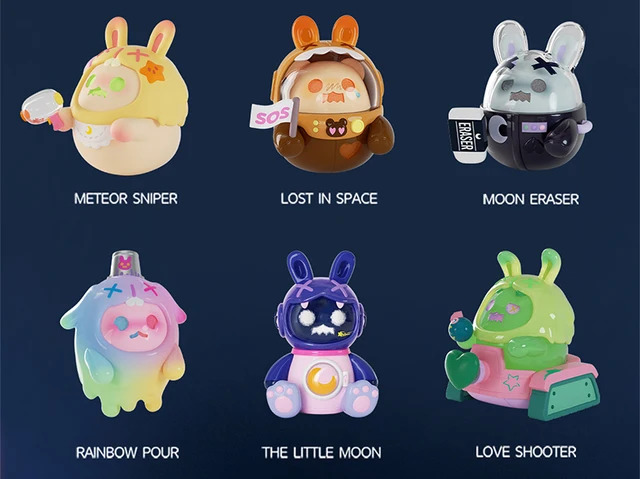 METEOR SNIPER
SOS
LOST IN SPACE
ERASER
MOON ERASER
RAINBOW POUR
THE LITTLE MOON
LOVE SHOOTER